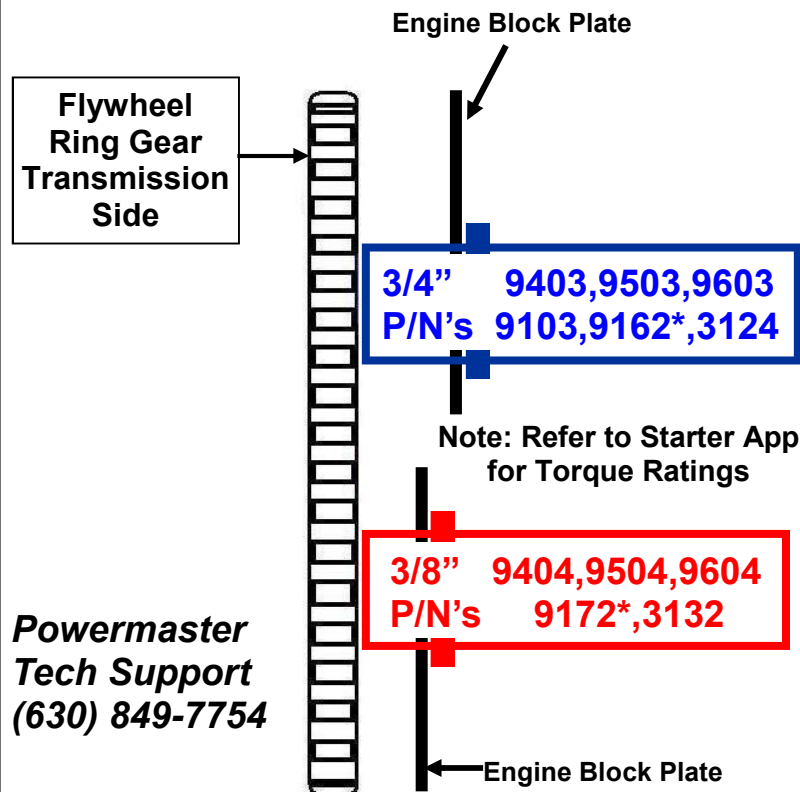 Engine Block Plate
Flywheel
Ring Gear
Transmission
Side
3/4” 9403,9503,9603
P/N’s 9103,9162*,3124
Note: Refer to Starter App
for Torque Ratings
3/8” 9404,9504,9604
P/N’s 9172*,3132
Powermaster
Tech Support
(630) 849-7754
Engine Block Plate